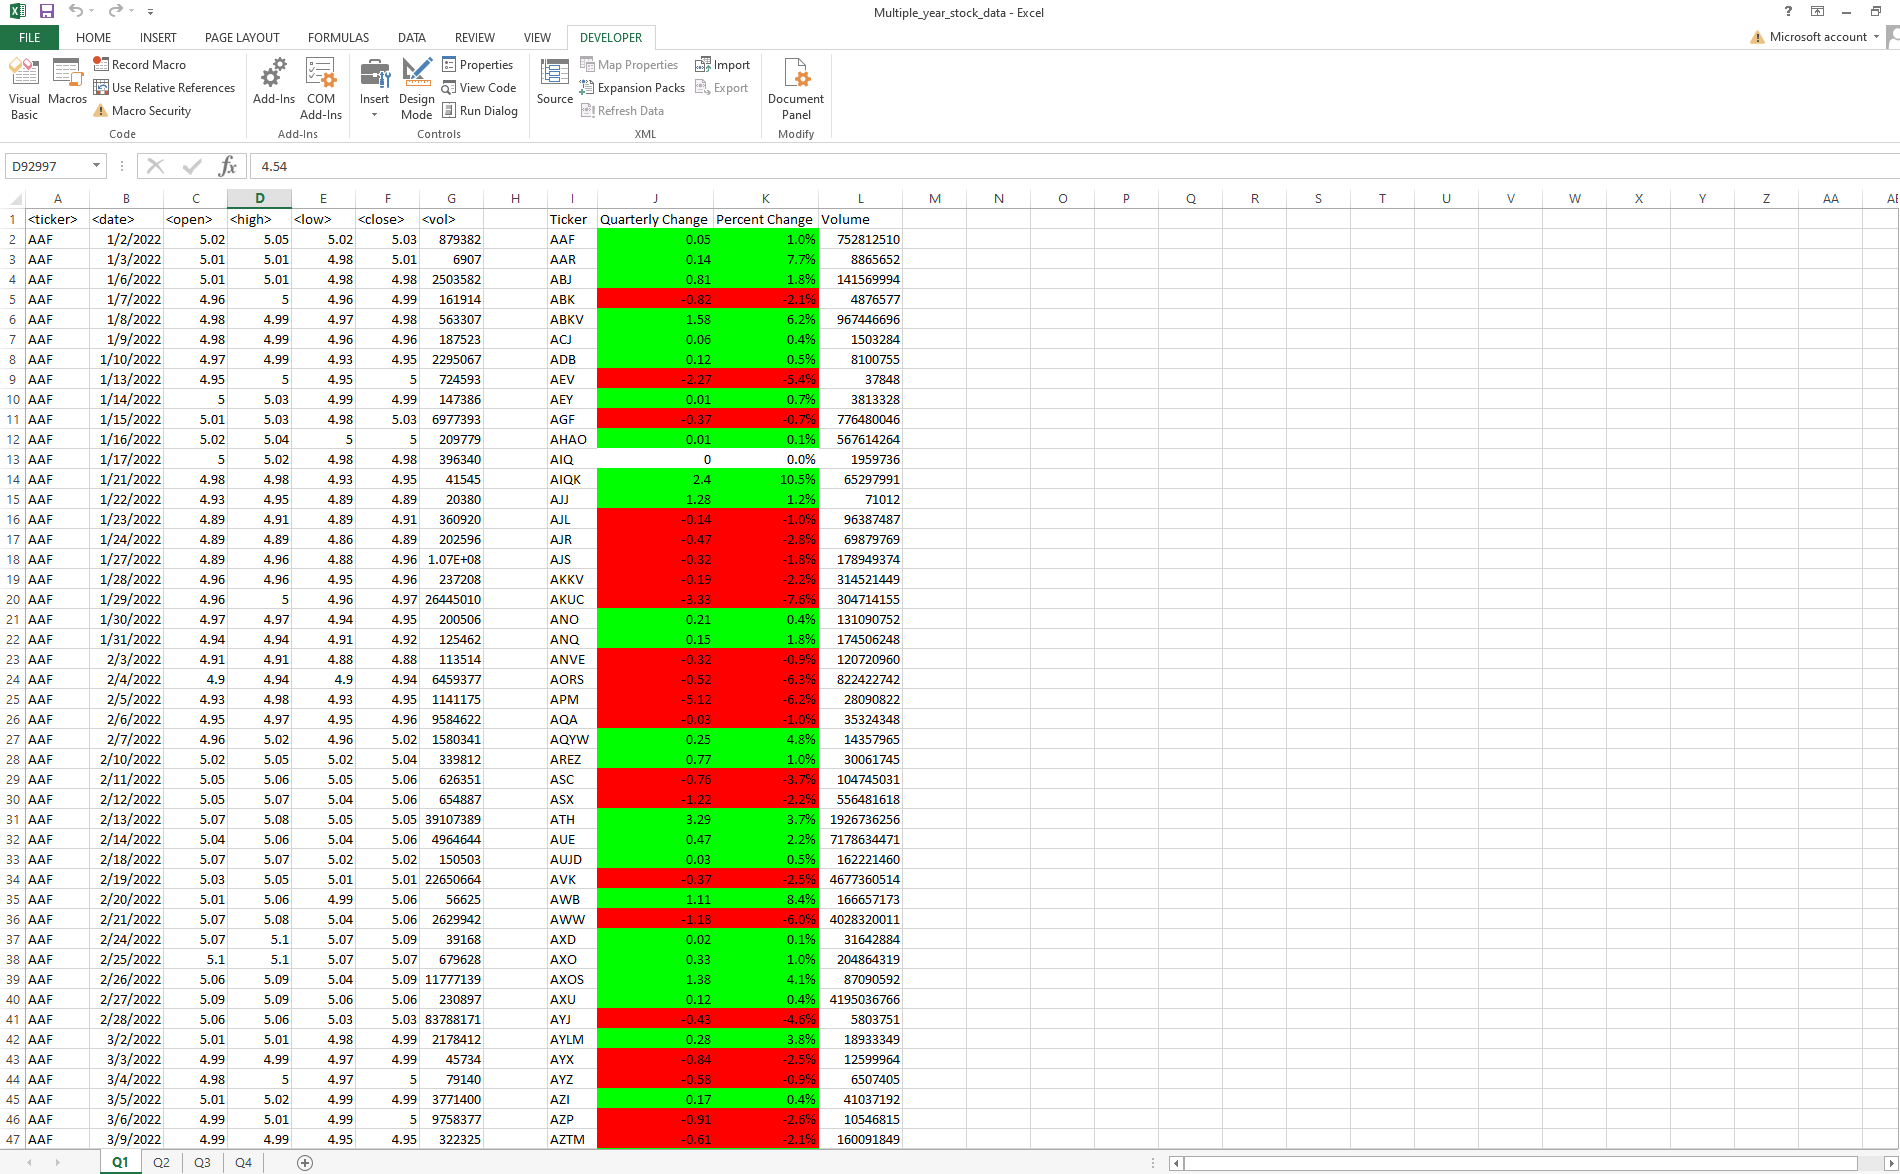 Multiple_year_stock_data - Excel
FILE HOME INSERT PAGE LAYOUT FORMULAS DATA REVIEW VIEW DEVELOPER Microsoft account
Visual Basic Macros Record Macro Use Relative References Macro Security Code
Add-Ins COM Add-Ins Add-Ins
Insert Design Mode Properties View Code Run Dialog Controls
Source Map Properties Expansion Packs Refresh Data Import Export XML
Document Panel Modify
D92997 fx 4.54
A B C D E F G H I J K L M N O P Q R S T U V W X Y Z AA AE
1 <ticker> <date> <open> <high> <low> <close> <vol> Ticker Quarterly Change Percent Change Volume
2 AAF 1/2/2022 5.02 5.05 5.02 5.03 879382 AAF 0.05 1.0% 752812510
3 AAF 1/3/2022 5.01 5.01 4.98 5.01 6907 AAR 0.14 7.7% 8865652
4 AAF 1/6/2022 5.01 5.01 4.98 4.98 2503582 ABJ 0.81 1.8% 141569994
5 AAF 1/7/2022 4.96 5 4.96 4.99 161914 ABK -0.82 -2.1% 4876577
6 AAF 1/8/2022 4.98 4.99 4.97 4.98 563307 ABKV 1.58 6.2% 967446696
7 AAF 1/9/2022 4.98 4.99 4.96 4.96 187523 ACJ 0.06 0.4% 1503284
8 AAF 1/10/2022 4.97 4.99 4.93 4.95 2295067 ADB 0.12 0.5% 8100755
9 AAF 1/13/2022 4.95 5 4.95 5 724593 AEV -2.27 -5.4% 37848
10 AAF 1/14/2022 5 5.03 4.99 4.99 147386 AEY 0.01 0.7% 3813328
11 AAF 1/15/2022 5.01 5.03 4.98 5.03 6977393 AGF -0.37 -0.7% 776480046
12 AAF 1/16/2022 5.02 5.04 5 5 209779 AHAO 0.01 0.1% 567614264
13 AAF 1/17/2022 5 5.02 4.98 4.98 396340 AIQ 0 0.0% 1959736
14 AAF 1/21/2022 4.98 4.98 4.93 4.95 41545 AIQK 2.4 10.5% 65297991
15 AAF 1/22/2022 4.93 4.95 4.89 4.89 20380 AJJ 1.28 1.2% 71012
16 AAF 1/23/2022 4.89 4.91 4.89 4.91 360920 AJL -0.14 -1.0% 96387487
17 AAF 1/24/2022 4.89 4.89 4.86 4.89 202596 AJR -0.47 -2.8% 69879769
18 AAF 1/27/2022 4.89 4.96 4.88 4.96 1.07E+08 AJS -0.32 -1.8% 178949374
19 AAF 1/28/2022 4.96 4.96 4.95 4.96 237208 AKKV -0.19 -2.2% 314521449
20 AAF 1/29/2022 4.96 5 4.96 4.97 26445010 AKUC -3.33 -7.6% 304714155
21 AAF 1/30/2022 4.97 4.97 4.94 4.95 200506 ANO 0.21 0.4% 131090752
22 AAF 1/31/2022 4.94 4.94 4.91 4.92 125462 ANQ 0.15 1.8% 174506248
23 AAF 2/3/2022 4.91 4.91 4.88 4.88 113514 ANVE -0.32 -0.9% 120720960
24 AAF 2/4/2022 4.9 4.94 4.9 4.94 6459377 AORS -0.52 -6.3% 822422742
25 AAF 2/5/2022 4.93 4.98 4.93 4.95 1141175 APM -5.12 -6.2% 28090822
26 AAF 2/6/2022 4.95 4.97 4.95 4.96 9584622 AQA -0.03 -1.0% 35324348
27 AAF 2/7/2022 4.96 5.02 4.96 5.02 1580341 AQYW 0.25 4.8% 14357965
28 AAF 2/10/2022 5.02 5.05 5.02 5.04 339812 AREZ 0.77 1.0% 30061745
29 AAF 2/11/2022 5.05 5.06 5.05 5.06 626351 ASC -0.76 -3.7% 104745031
30 AAF 2/12/2022 5.05 5.07 5.04 5.06 654887 ASX -1.22 -2.2% 556481618
31 AAF 2/13/2022 5.07 5.08 5.05 5.05 39107389 ATH 3.29 3.7% 1926736256
32 AAF 2/14/2022 5.04 5.06 5.04 5.06 4964644 AUE 0.47 2.2% 7178634471
33 AAF 2/18/2022 5.07 5.07 5.02 5.02 150503 AUJD 0.03 0.5% 162221460
34 AAF 2/19/2022 5.03 5.05 5.01 5.01 22650664 AVK -0.37 -2.5% 4677360514
35 AAF 2/20/2022 5.01 5.06 4.99 5.06 56625 AWB 1.11 8.4% 166657173
36 AAF 2/21/2022 5.07 5.08 5.04 5.06 2629942 AWW -1.18 -6.0% 4028320011
37 AAF 2/24/2022 5.07 5.1 5.07 5.09 39168 AXD 0.02 0.1% 31642884
38 AAF 2/25/2022 5.1 5.1 5.07 5.07 679628 AXO 0.33 1.0% 204864319
39 AAF 2/26/2022 5.06 5.09 5.04 5.09 11777139 AXOS 1.38 4.1% 87090592
40 AAF 2/27/2022 5.09 5.09 5.06 5.06 230897 AXU 0.12 0.4% 4195036766
41 AAF 2/28/2022 5.06 5.06 5.03 5.03 83788171 AYJ -0.43 -4.6% 5803751
42 AAF 3/2/2022 5.01 5.01 4.98 4.99 2178412 AYLM 0.28 3.8% 18933349
43 AAF 3/3/2022 4.99 4.99 4.97 4.99 45734 AYX -0.84 -2.5% 12599964
44 AAF 3/4/2022 4.98 5 4.97 5 79140 AYZ -0.58 -0.9% 6507405
45 AAF 3/5/2022 5.01 5.02 4.99 4.99 3771400 AZI 0.17 0.4% 41037192
46 AAF 3/6/2022 4.99 5.01 4.99 5 9758377 AZP -0.91 -2.6% 10546815
47 AAF 3/9/2022 4.99 4.99 4.95 4.95 322325 AZTM -0.61 -2.1% 160091849
Q1 Q2 Q3 Q4